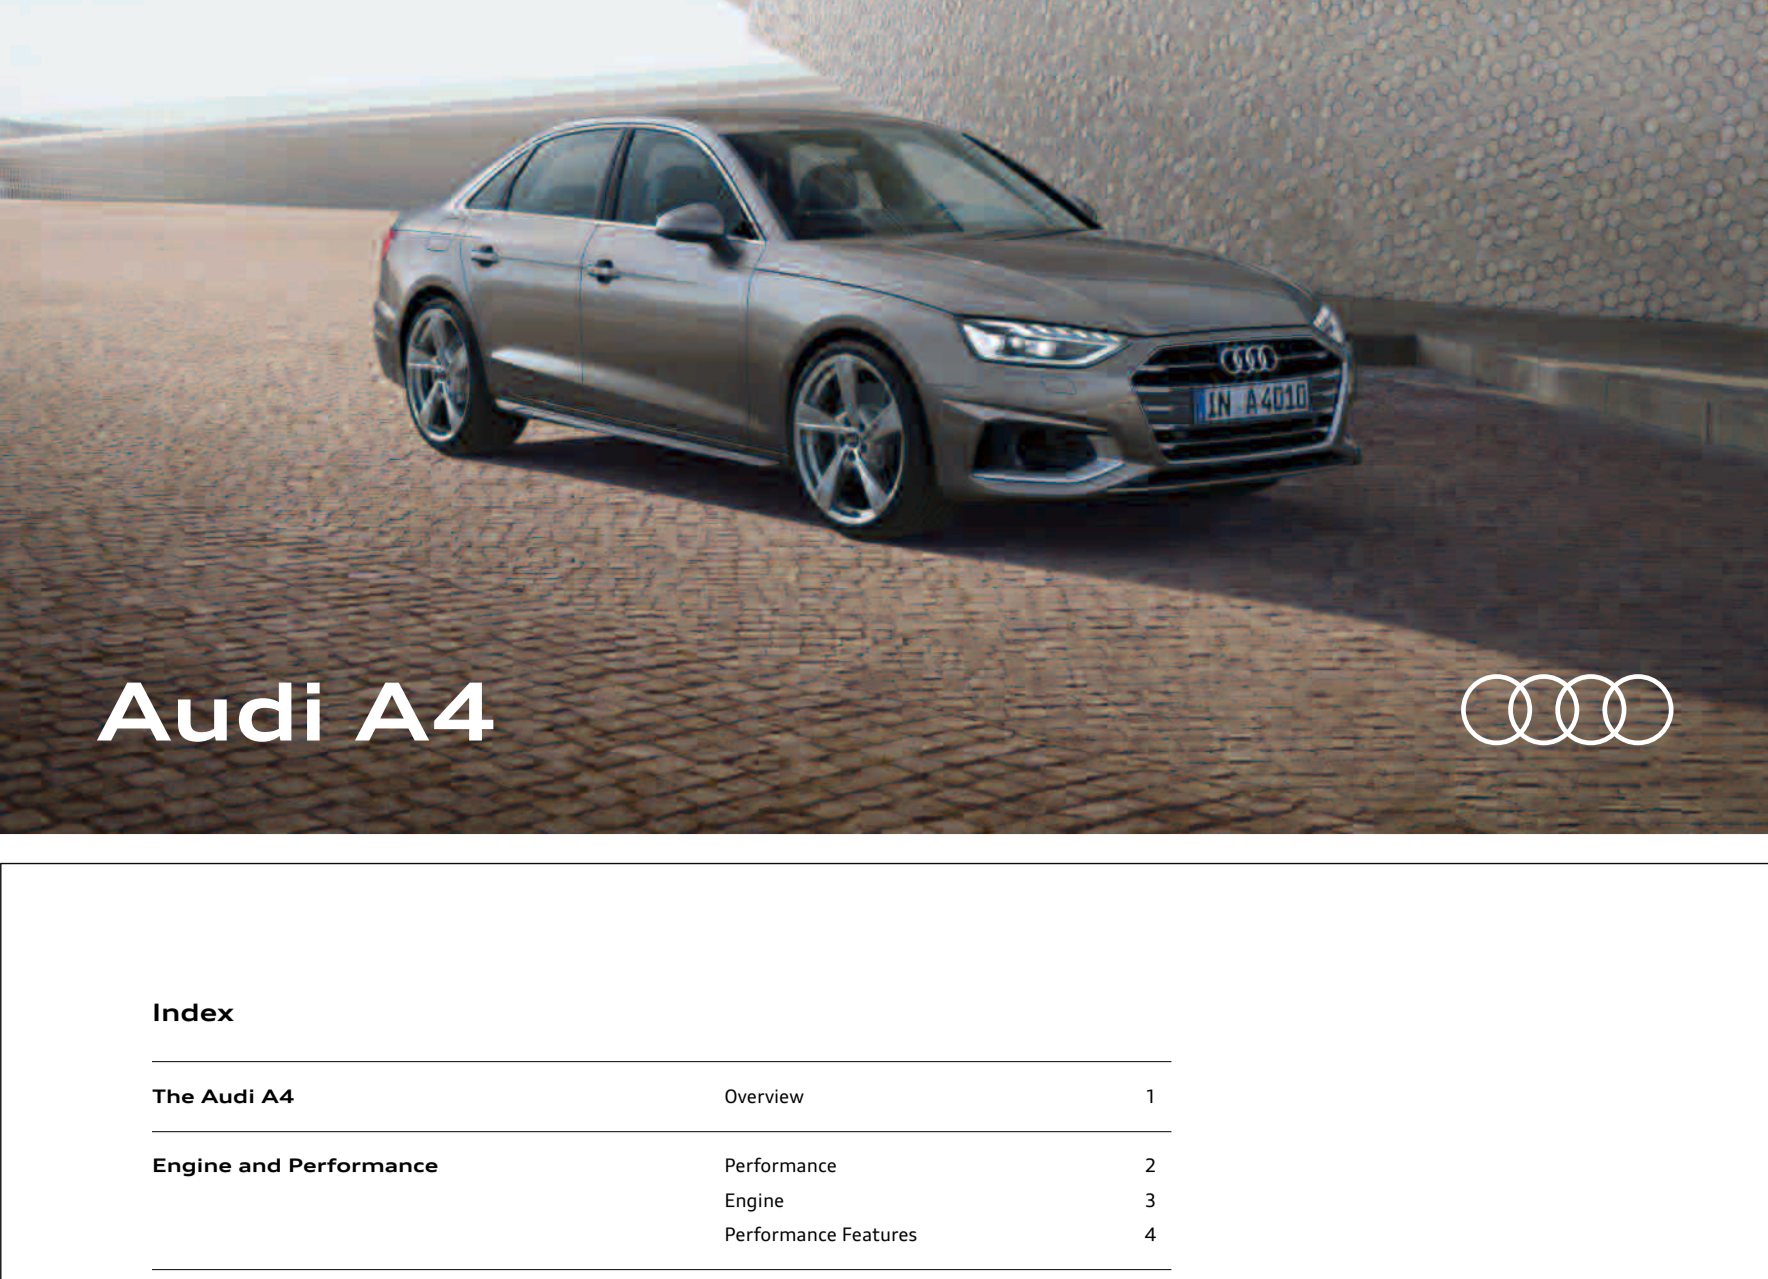 IN A 4010
Audi A4
Index
The Audi A4 Overview 1
Engine and Performance Performance 2
Engine 3
Performance Features 4